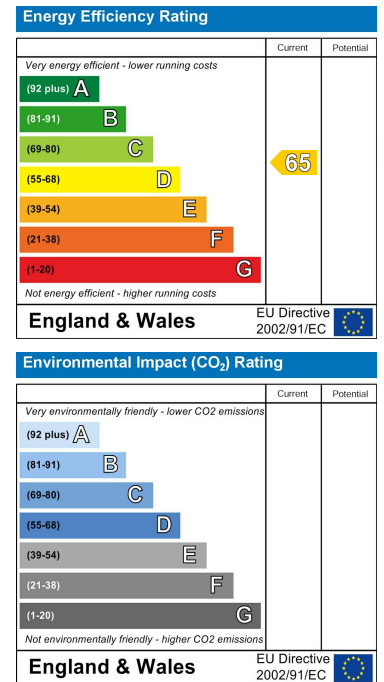 Energy Efficiency Rating
Current Potential
Very energy efficient - lower running costs
(92 plus) A
(81-91) B
(69-80) C
65
(55-68) D
(39-54) E
(21-38) F
(1-20) G
Not energy efficient - higher running costs
England & Wales
EU Directive
2002/91/EC
Environmental Impact (CO₂) Rating
Current Potential
Very environmentally friendly - lower CO2 emissions
(92 plus) A
(81-91) B
(69-80) C
(55-68) D
(39-54) E
(21-38) F
(1-20) G
Not environmentally friendly - higher CO2 emissions
England & Wales
EU Directive
2002/91/EC